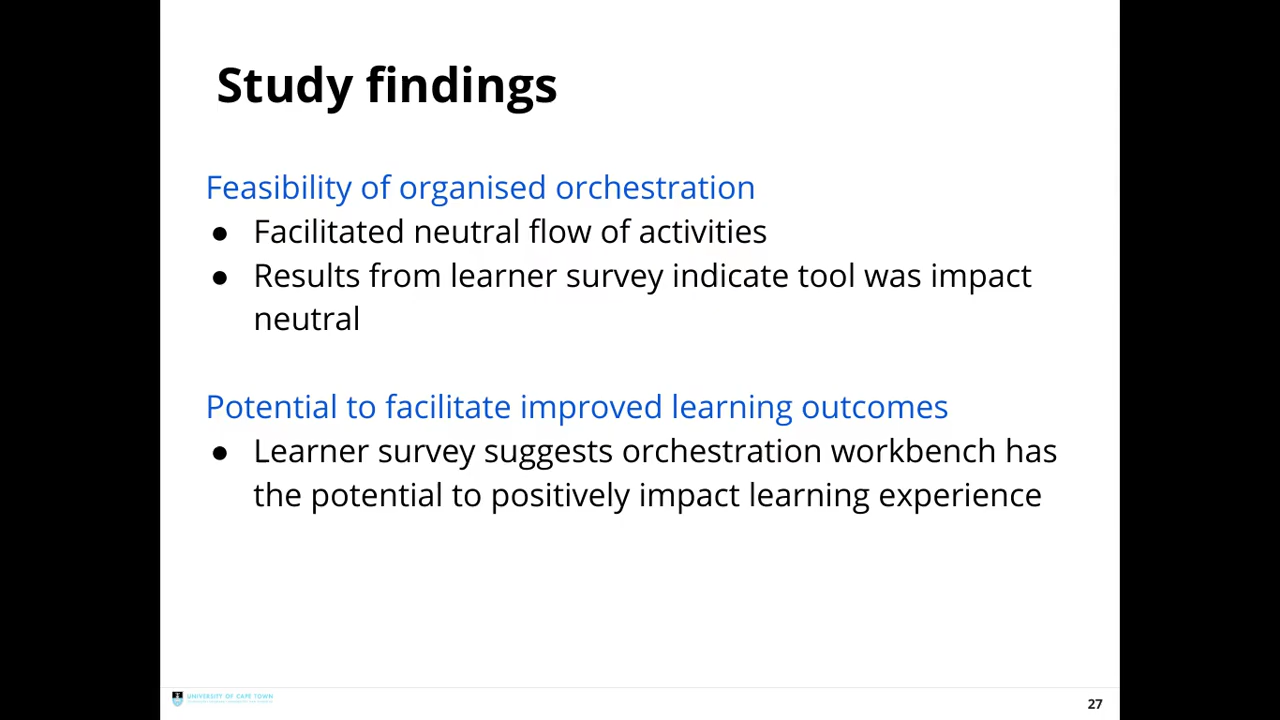 Study findings
Feasibility of organised orchestration
● Facilitated neutral flow of activities
● Results from learner survey indicate tool was impact
neutral
Potential to facilitate improved learning outcomes
● Learner survey suggests orchestration workbench has
the potential to positively impact learning experience
UNIVERSITY OF CAPE TOWN
27